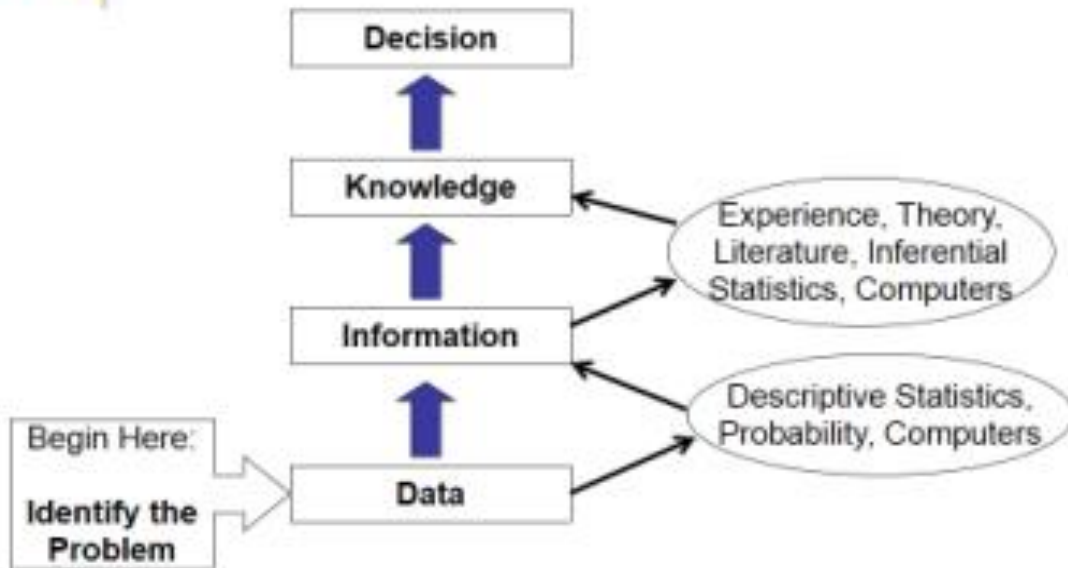 Decision
Knowledge
Experience, Theory,
Literature, Inferential
Statistics, Computers
Information
Descriptive Statistics,
Probability, Computers
Begin Here:
Identify the
Problem
Data